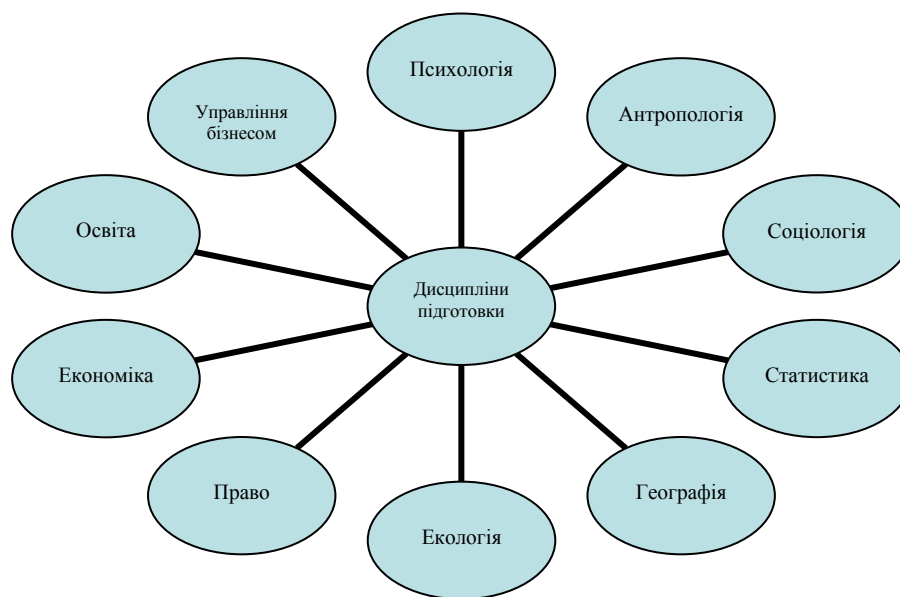 Психологія
Управління
бізнесом
Антропологія
Освіта
Соціологія
Дисципліни
підготовки
Економіка
Статистика
Право
Географія
Екологія